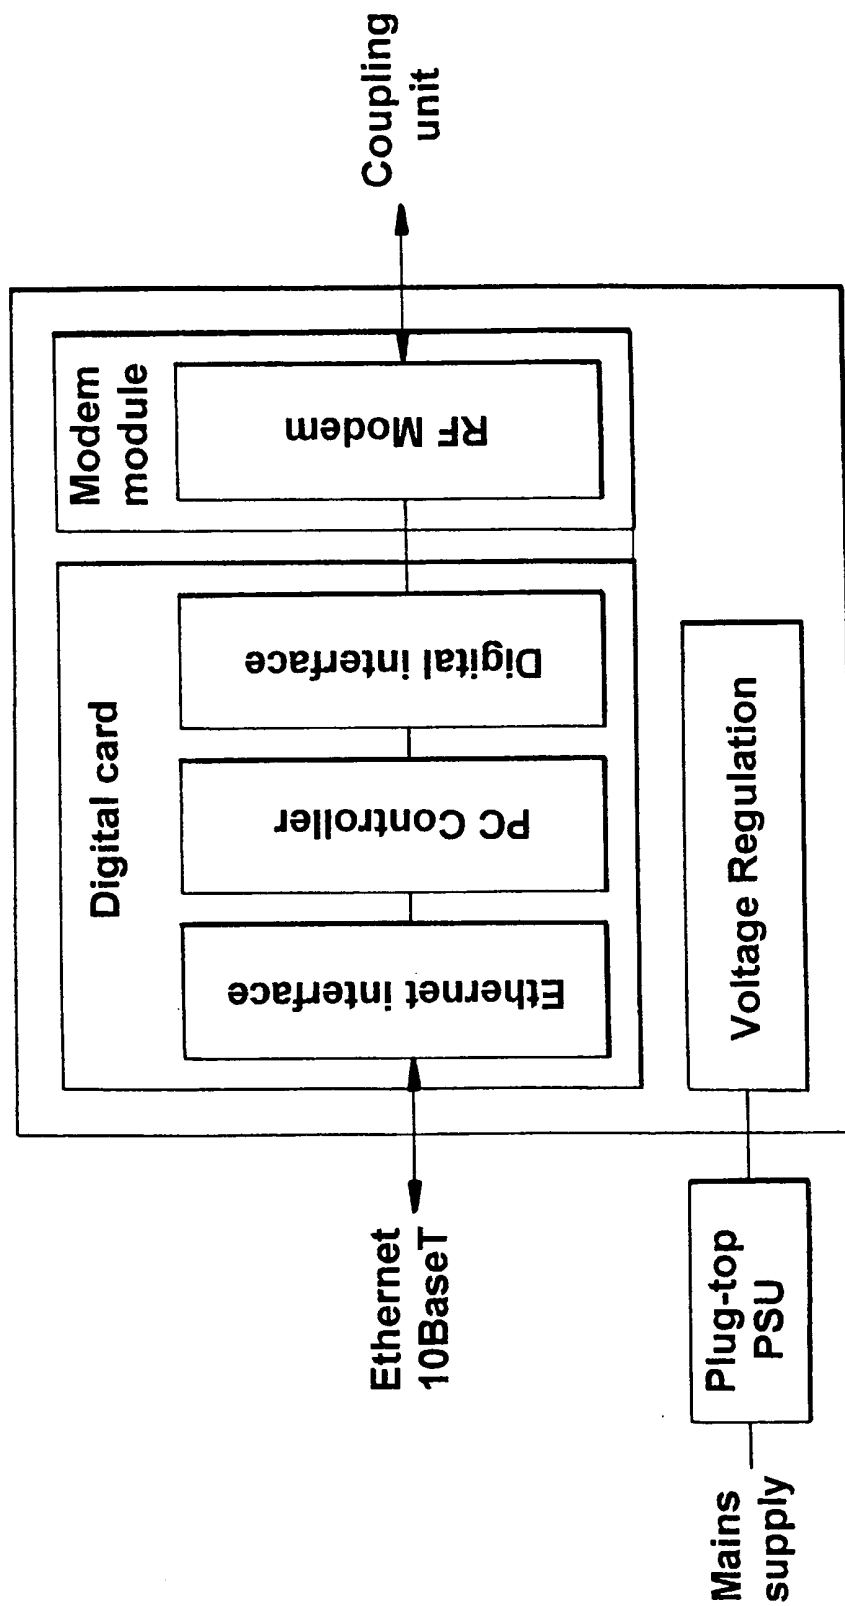 Digital card
Modem
module
Ethernet interface
PC Controller
Digital interface
RF Modem
Ethernet
10BaseT
Coupling
unit
Mains
supply
Plug-top
PSU
Voltage Regulation